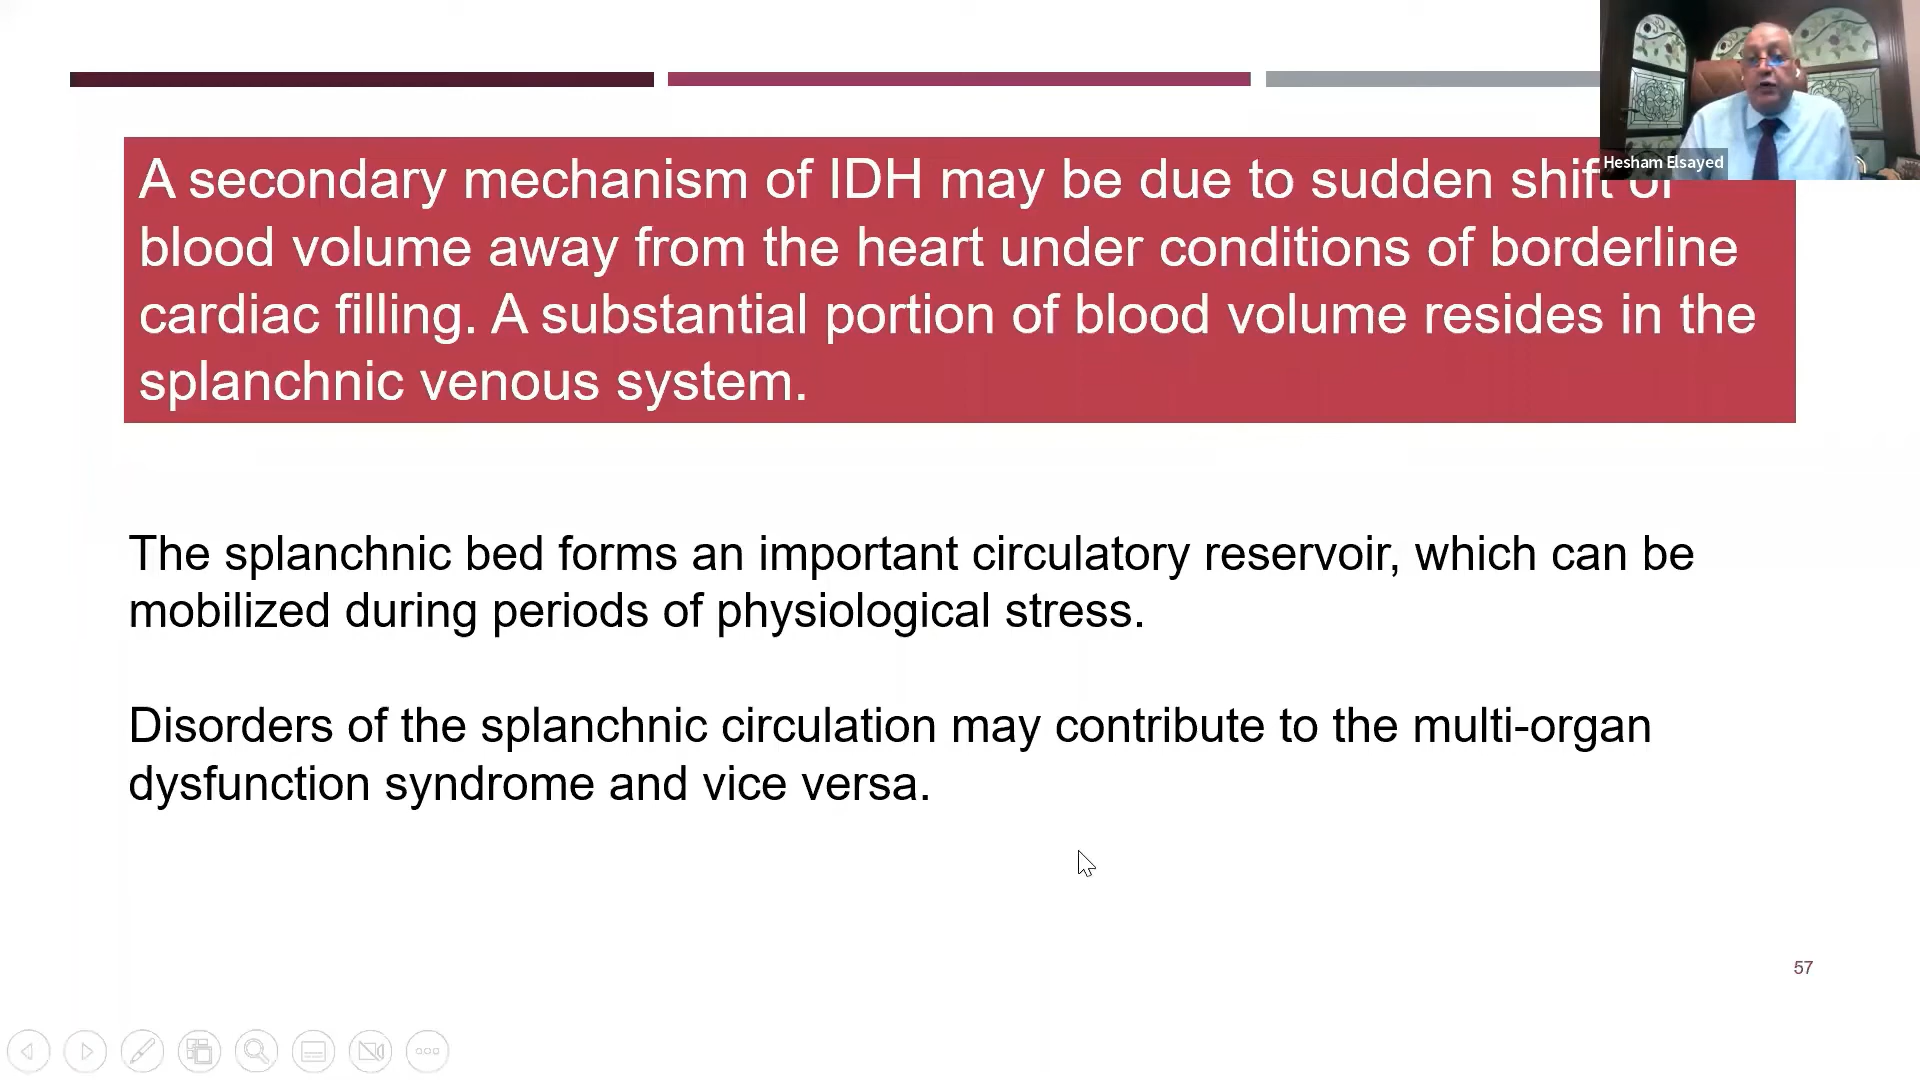 A secondary mechanism of IDH may be due to sudden shift of
blood volume away from the heart under conditions of borderline
cardiac filling. A substantial portion of blood volume resides in the
splanchnic venous system.
The splanchnic bed forms an important circulatory reservoir, which can be
mobilized during periods of physiological stress.
Disorders of the splanchnic circulation may contribute to the multi-organ
dysfunction syndrome and vice versa.
Hesham Elsayed
57